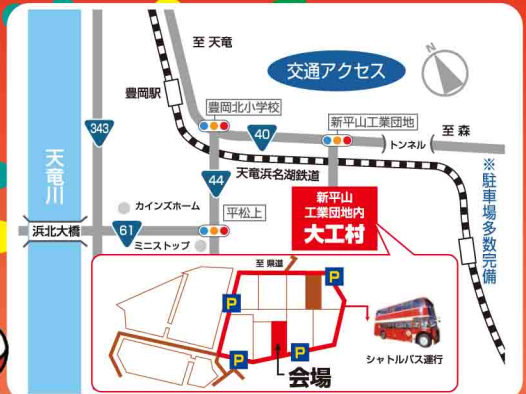 至 天竜
交通アクセス
N
豊岡駅
豊岡北小学校
新平山工業団地
343
40
至 森
トンネル
天竜川
44
天竜浜名湖鉄道
※駐車場多数完備
カインズホーム
平松上
新平山
工業団地内
大工村
浜北大橋
61
ミニストップ
至 県道
P
P
P
P
シャトルバス運行
会場